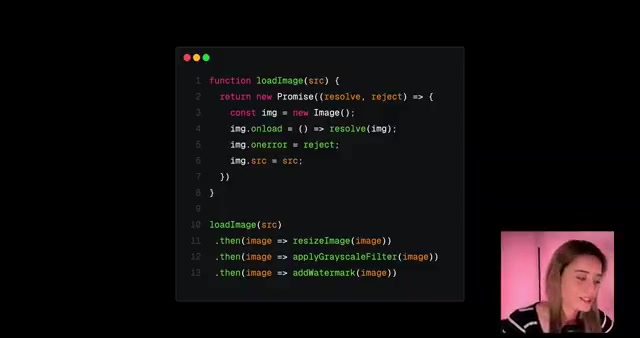 1 function loadImage(src) {
2 return new Promise((resolve, reject) => {
3 const img = new Image();
4 img.onload = () => resolve(img);
5 img.onerror = reject;
6 img.src = src;
7 })
8 }
9
10 loadImage(src)
11 .then(image => resizeImage(image))
12 .then(image => applyGrayscaleFilter(image))
13 .then(image => addWatermark(image))